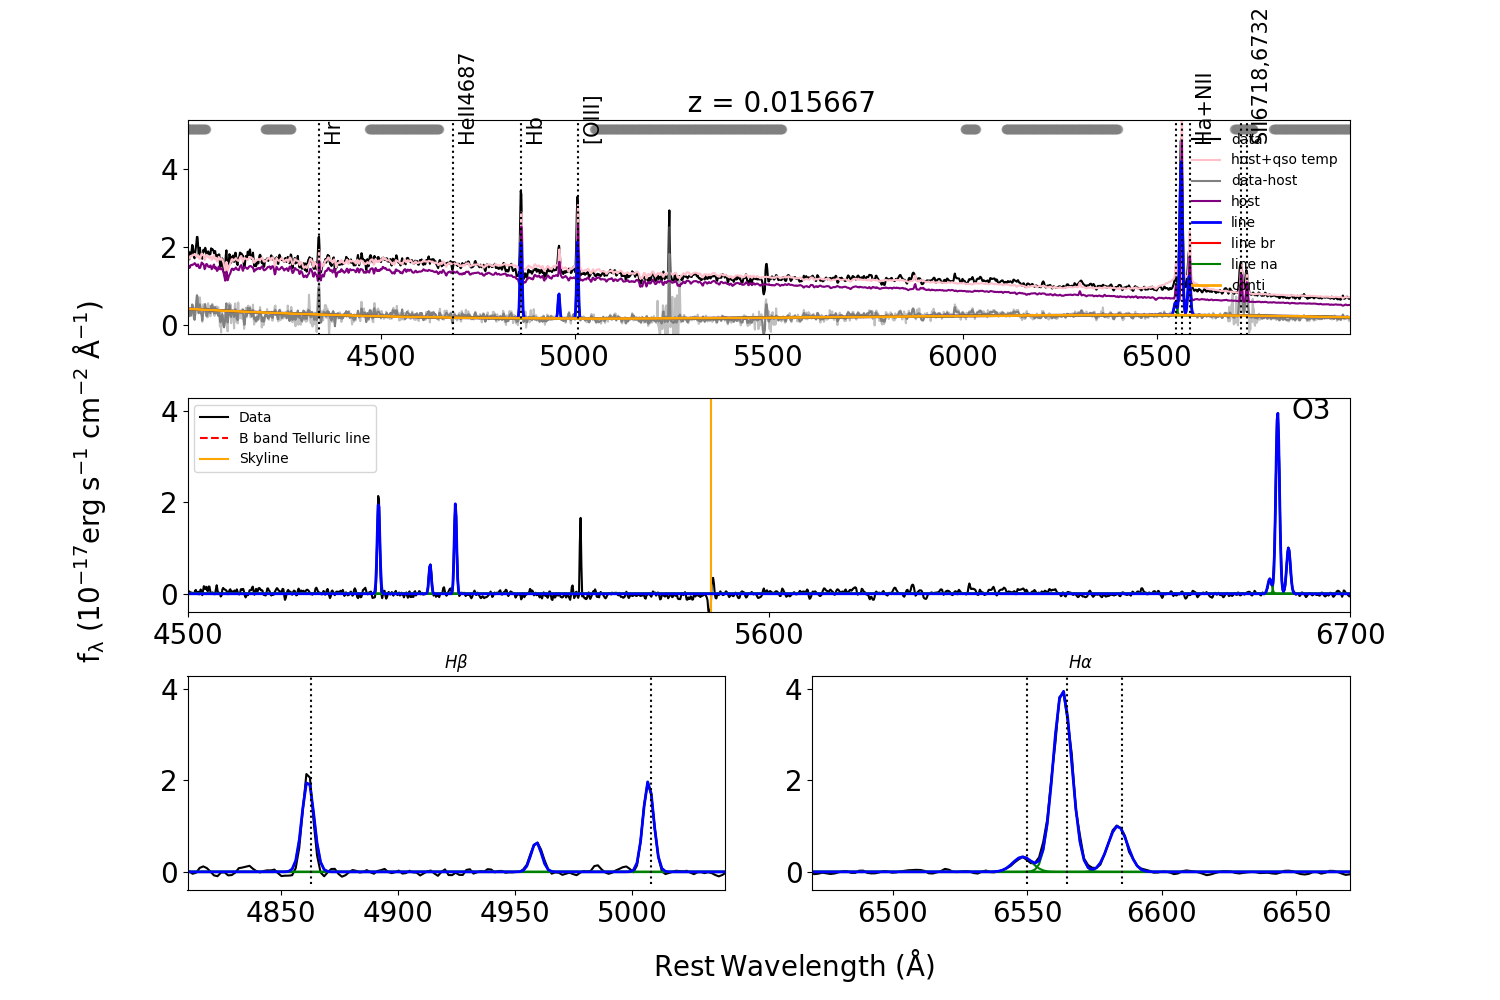 z = 0.015667
Hr
HeII4687
Hb
[OIII]
Ha+NII
SII6718,6732
data
host+qso temp
data-host
host
line
line br
line na
conti
4
2
0
4500
5000
5500
6000
6500
Data
B band Telluric line
Skyline
O3
4
2
0
4500
5600
6700
fλ (10⁻¹⁷erg s⁻¹ cm⁻² Å⁻¹)
Hβ
4
2
0
4850
4900
4950
5000
Hα
4
2
0
6500
6550
6600
6650
Rest Wavelength (Å)